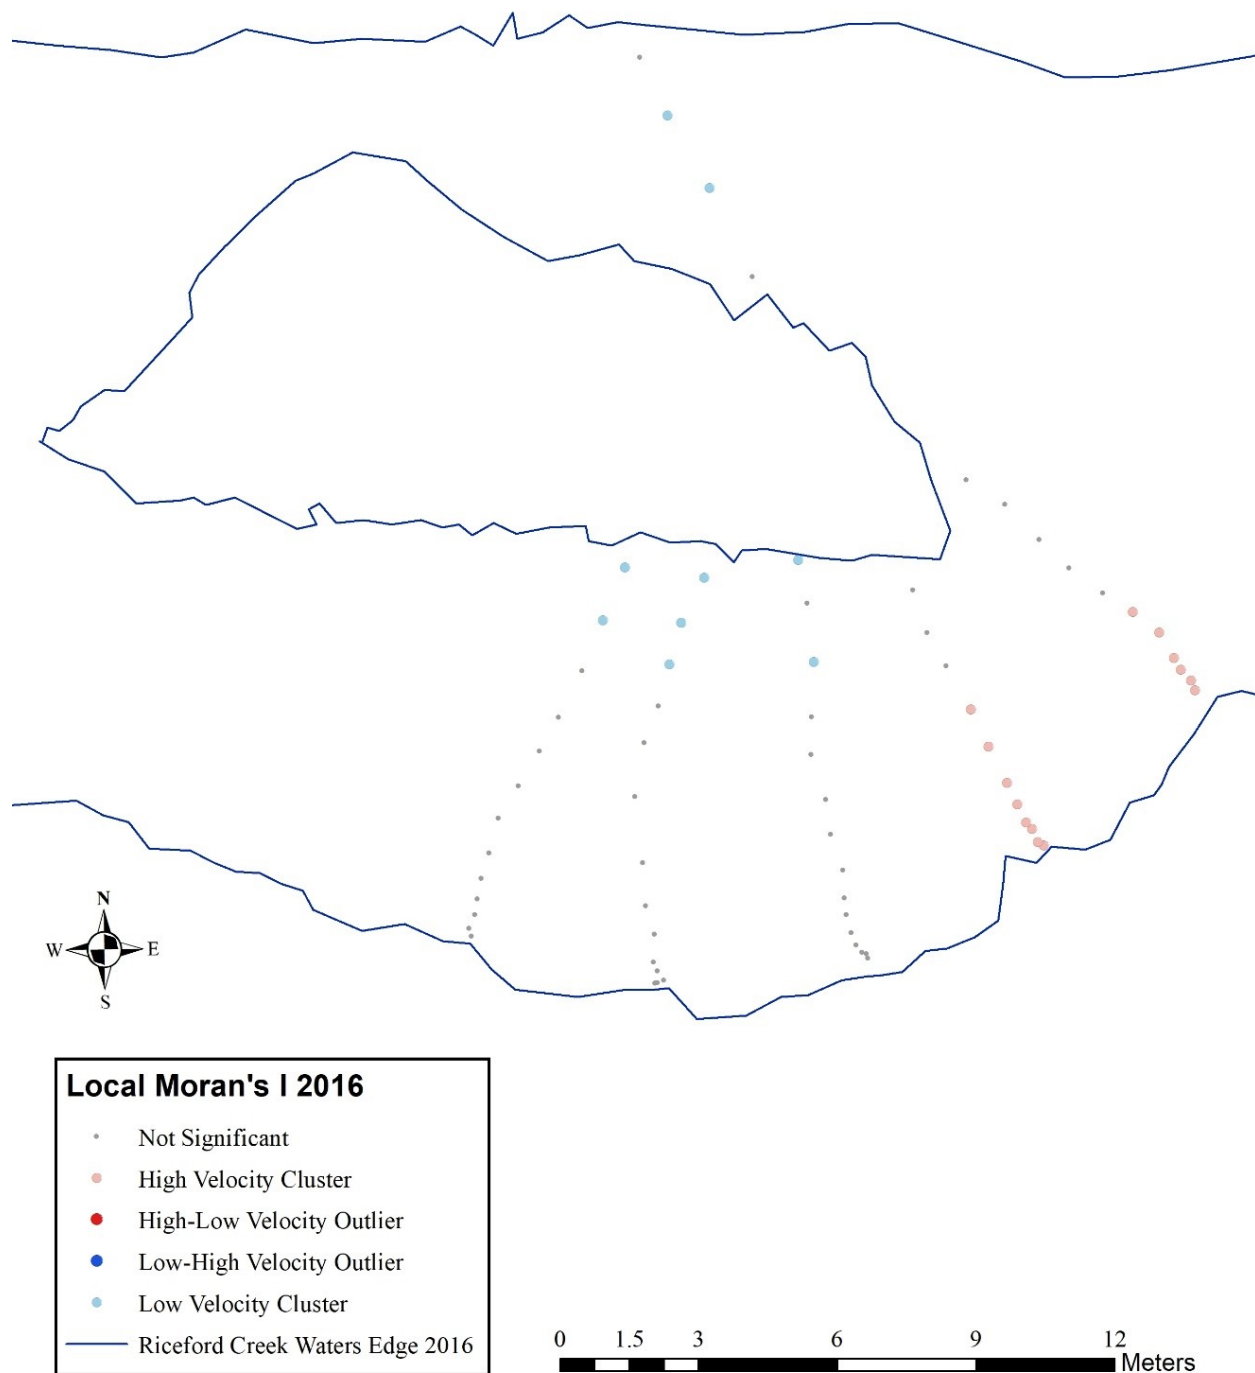 N
W E
S
Local Moran's I 2016
Not Significant
High Velocity Cluster
High-Low Velocity Outlier
Low-High Velocity Outlier
Low Velocity Cluster
Riceford Creek Waters Edge 2016
0 1.5 3 6 9 12
Meters